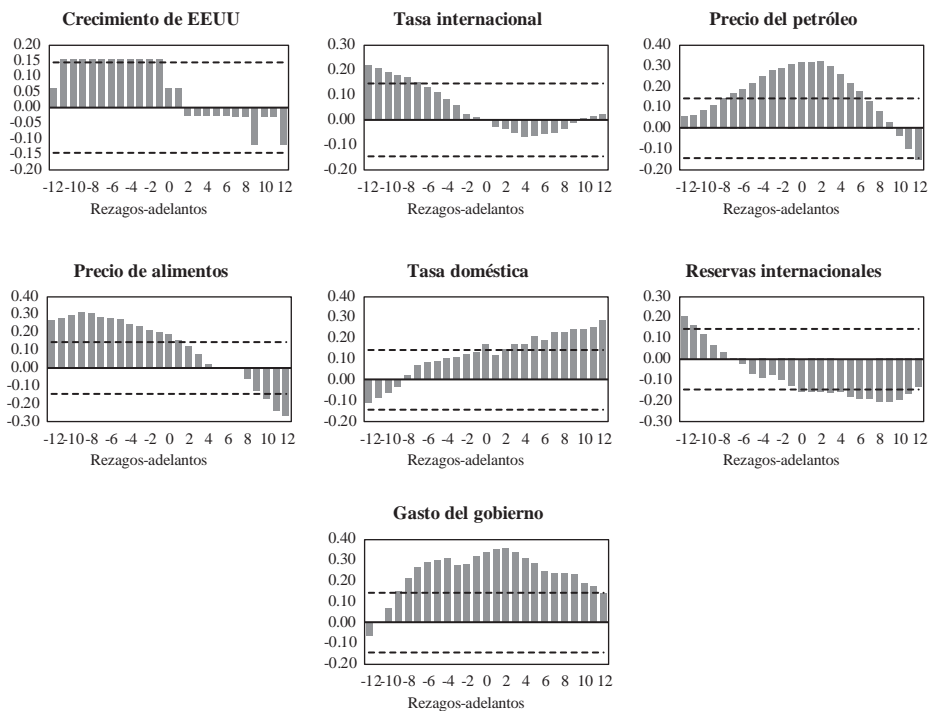 Crecimiento de EEUU
0.20
0.15
0.10
0.05
0.00
-0.05
-0.10
-0.15
-0.20
-12-10-8 -6 -4 -2 0 2 4 6 8 10 12
Rezagos-adelantos
Tasa internacional
0.30
0.20
0.10
0.00
-0.10
-0.20
-12-10-8 -6 -4 -2 0 2 4 6 8 10 12
Rezagos-adelantos
Precio del petróleo
0.40
0.30
0.20
0.10
0.00
-0.10
-0.20
-12-10-8 -6 -4 -2 0 2 4 6 8 10 12
Rezagos-adelantos
Precio de alimentos
0.40
0.30
0.20
0.10
0.00
-0.10
-0.20
-0.30
-12-10-8 -6 -4 -2 0 2 4 6 8 10 12
Rezagos-adelantos
Tasa doméstica
0.40
0.30
0.20
0.10
0.00
-0.10
-0.20
-12-10-8 -6 -4 -2 0 2 4 6 8 10 12
Rezagos-adelantos
Reservas internacionales
0.30
0.20
0.10
0.00
-0.10
-0.20
-0.30
-12-10-8 -6 -4 -2 0 2 4 6 8 10 12
Rezagos-adelantos
Gasto del gobierno
0.40
0.30
0.20
0.10
0.00
-0.10
-0.20
-12-10-8 -6 -4 -2 0 2 4 6 8 10 12
Rezagos-adelantos